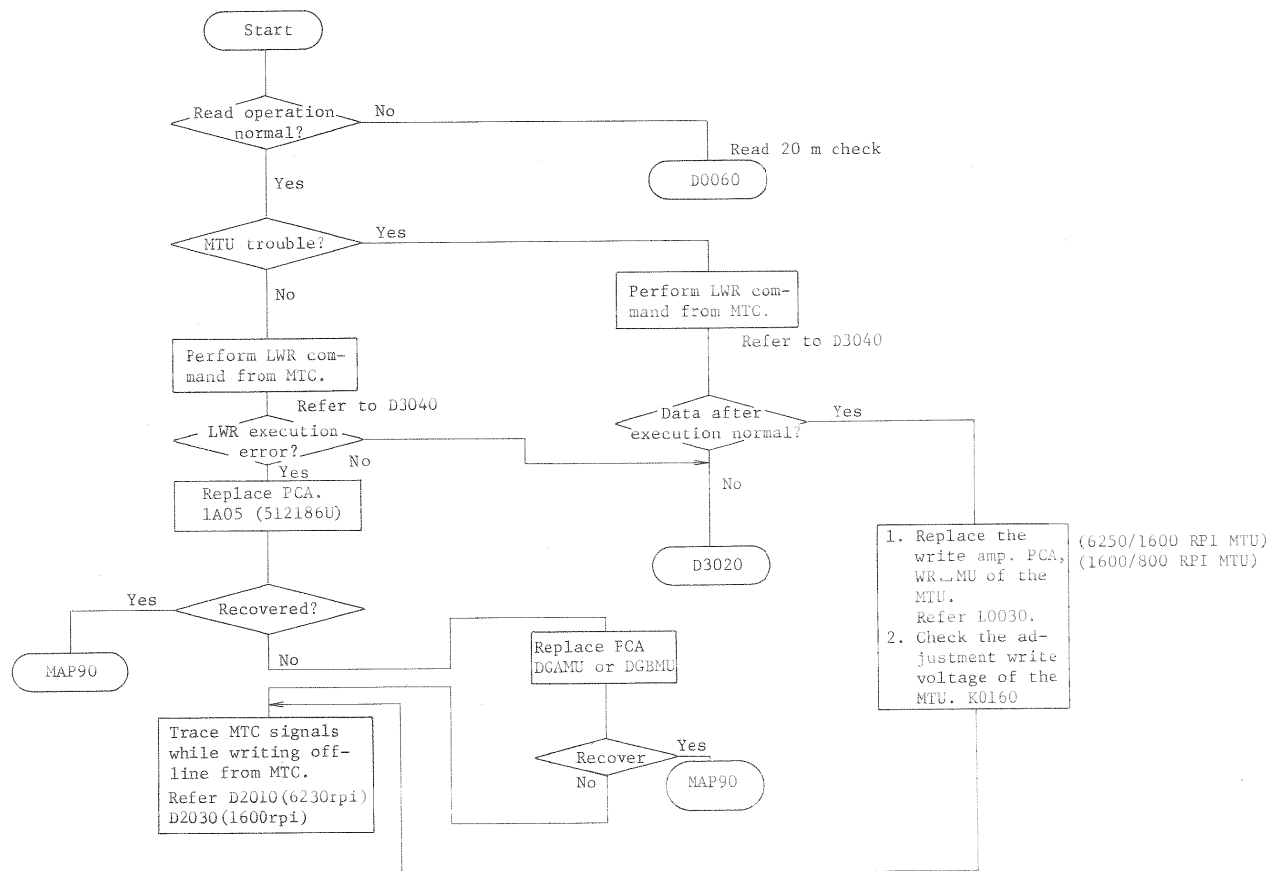 Start
Read operation
normal?
No
Read 20 m check
D0060
Yes
MTU trouble?
Yes
No
Perform LWR com-
mand from MTC.
Refer to D3040
Perform LWR com-
mand from MTC.
Refer to D3040
LWR execution
error?
No
Yes
Data after
execution normal?
Yes
No
D3020
Replace PCA.
1A05 (512186U)
1. Replace the
write amp. PCA,
WR␣MU of the
MTU.
Refer L0030.
2. Check the ad-
justment write
voltage of the
MTU. K0160
(6250/1600 RPI MTU)
(1600/800 RPI MTU)
Recovered?
Yes
MAP90
No
Replace PCA
DGAMU or DGBMU
Recover
Yes
MAP90
No
Trace MTC signals
while writing off-
line from MTC.
Refer D2010(6230rpi)
D2030(1600rpi)